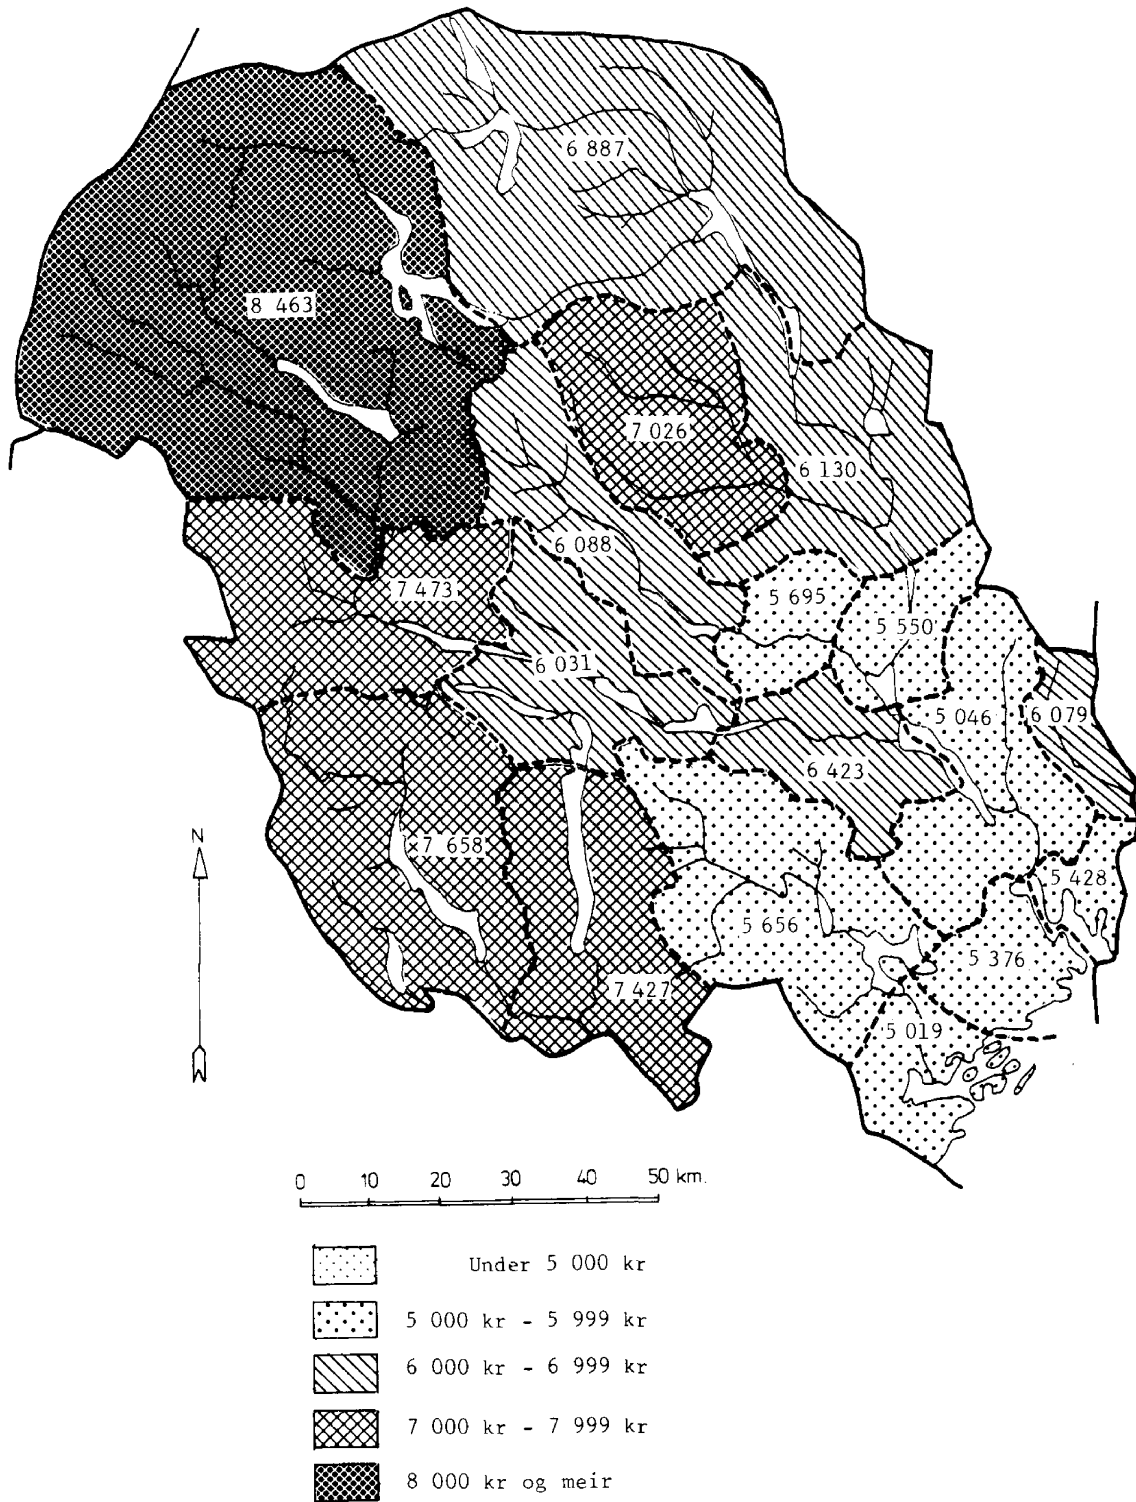 6 887
8 463
7 026
6 130
6 088
7 473
5 695
5 550
6 031
5 046
6 079
6 423
7 658
5 428
5 656
5 376
7 427
5 019
N
0 10 20 30 40 50 km.
Under 5 000 kr
5 000 kr - 5 999 kr
6 000 kr - 6 999 kr
7 000 kr - 7 999 kr
8 000 kr og meir